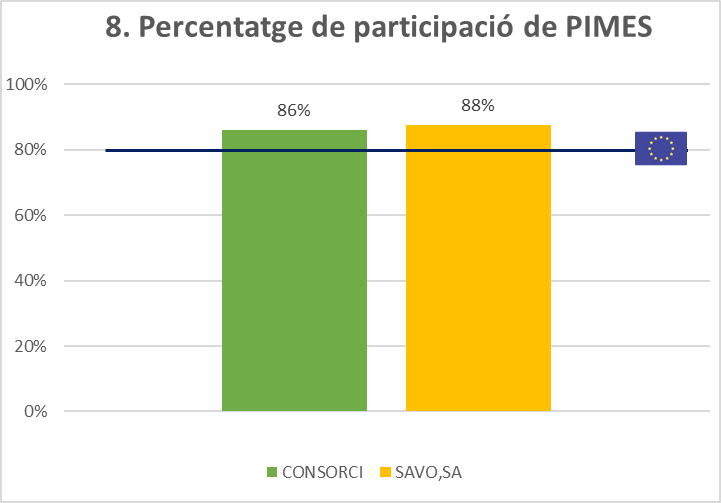 8. Percentatge de participació de PIMES
100%
86%
88%
80%
60%
40%
20%
0%
CONSORCI
SAVO,SA